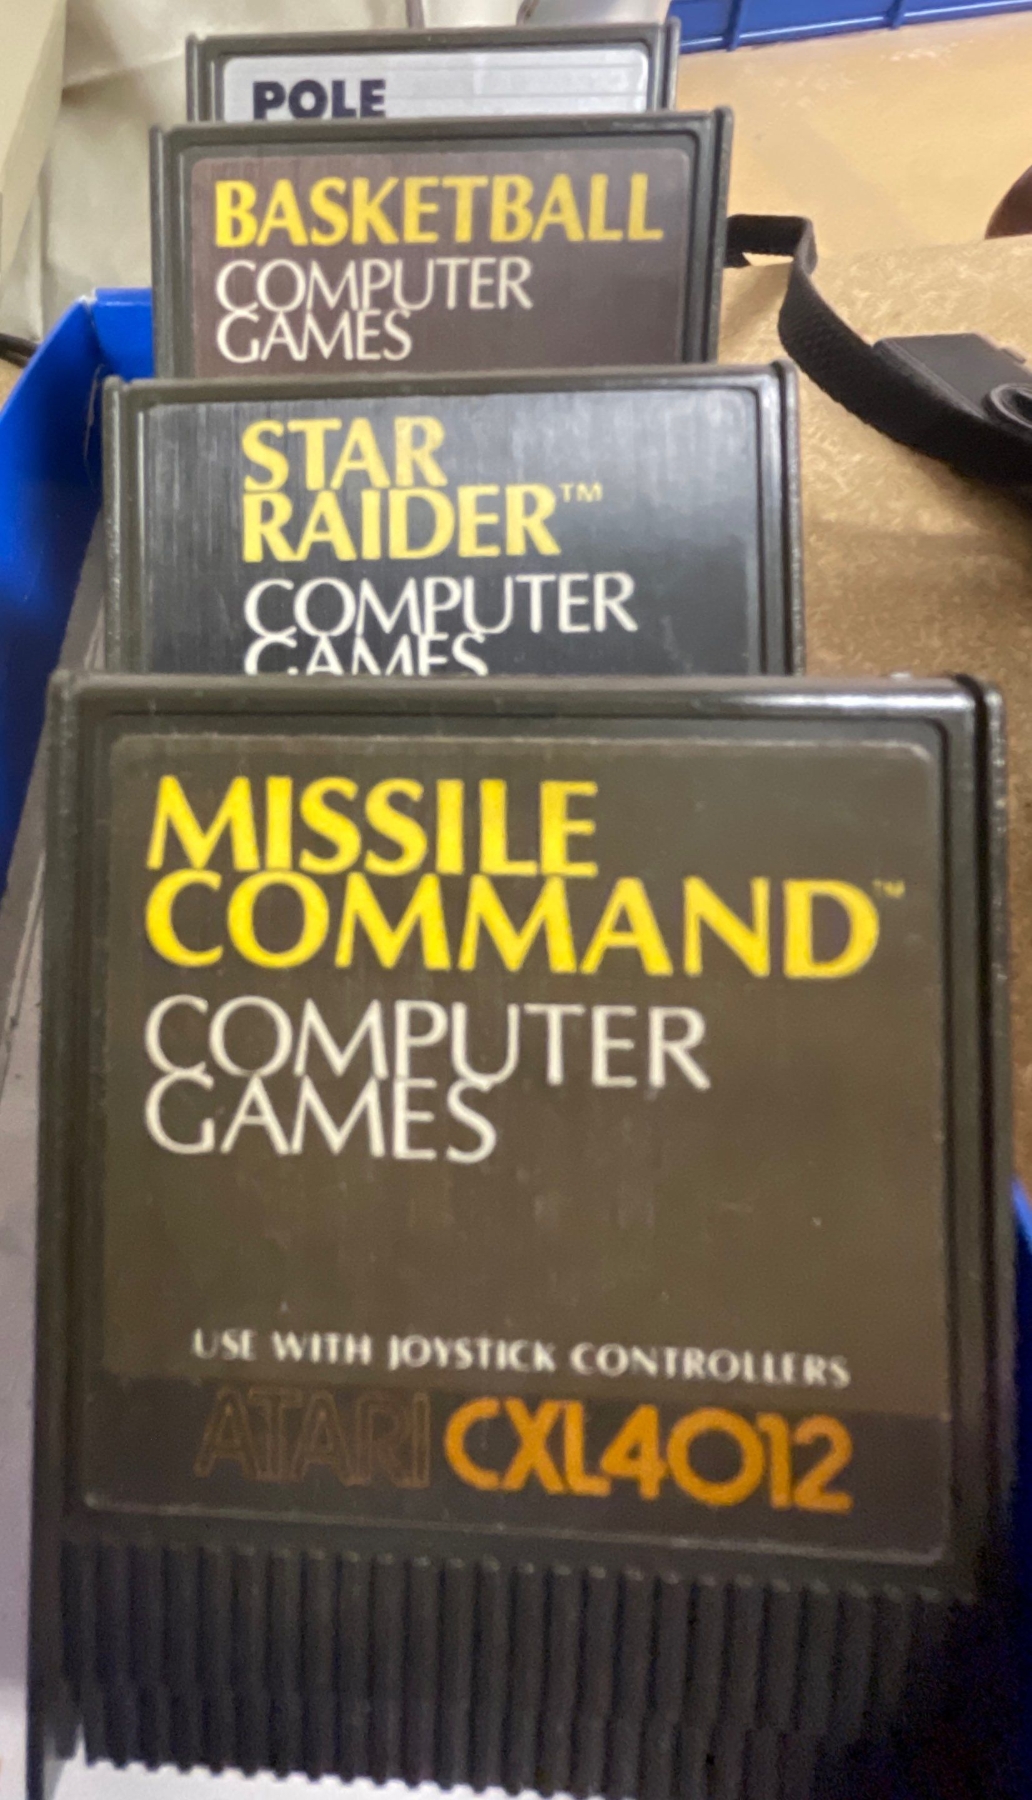 POLE
BASKETBALL
COMPUTER
GAMES
STAR
RAIDER™
COMPUTER
GAMES
MISSILE
COMMAND™
COMPUTER
GAMES
USE WITH JOYSTICK CONTROLLERS
ATARI CXL4012